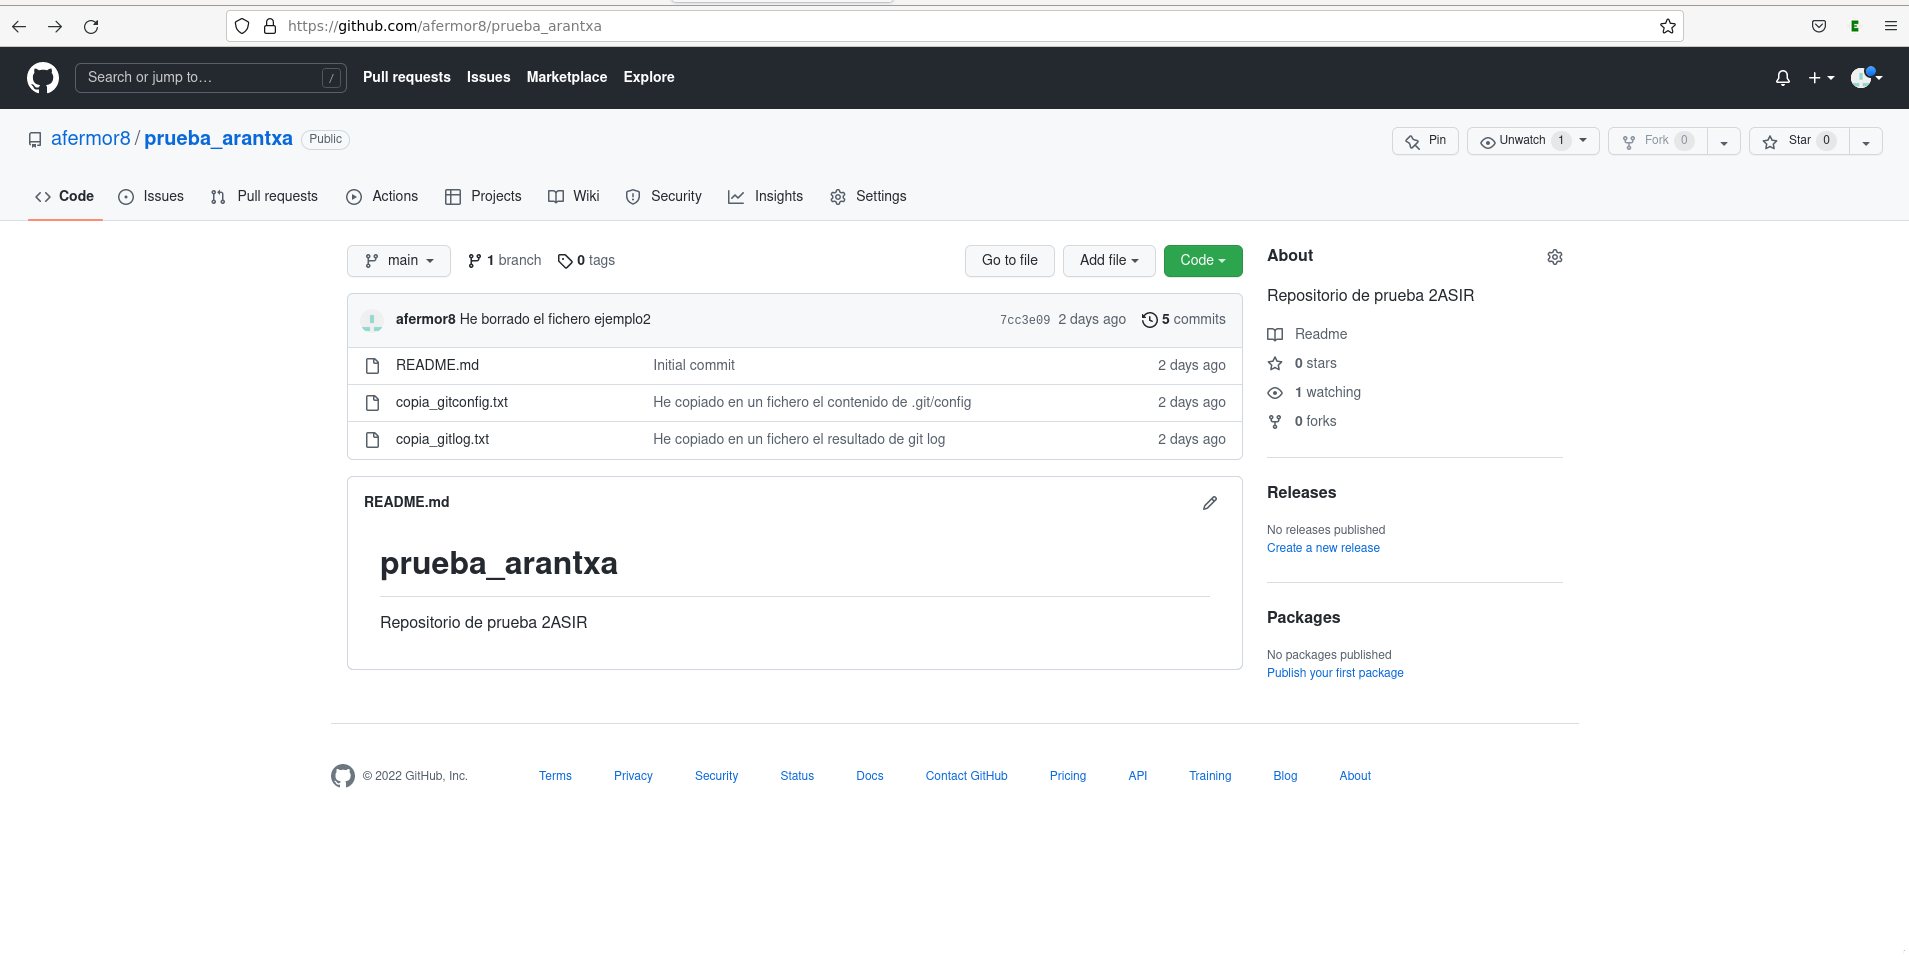 https://github.com/afermor8/prueba_arantxa
Search or jump to… / Pull requests Issues Marketplace Explore
afermor8 / prueba_arantxa Public
Pin Unwatch 1 Fork 0 Star 0
Code Issues Pull requests Actions Projects Wiki Security Insights Settings
main 1 branch 0 tags Go to file Add file Code
afermor8 He borrado el fichero ejemplo2 7cc3e09 2 days ago 5 commits
README.md Initial commit 2 days ago
copia_gitconfig.txt He copiado en un fichero el contenido de .git/config 2 days ago
copia_gitlog.txt He copiado en un fichero el resultado de git log 2 days ago
README.md
prueba_arantxa
Repositorio de prueba 2ASIR
About
Repositorio de prueba 2ASIR
Readme
0 stars
1 watching
0 forks
Releases
No releases published
Create a new release
Packages
No packages published
Publish your first package
© 2022 GitHub, Inc. Terms Privacy Security Status Docs Contact GitHub Pricing API Training Blog About